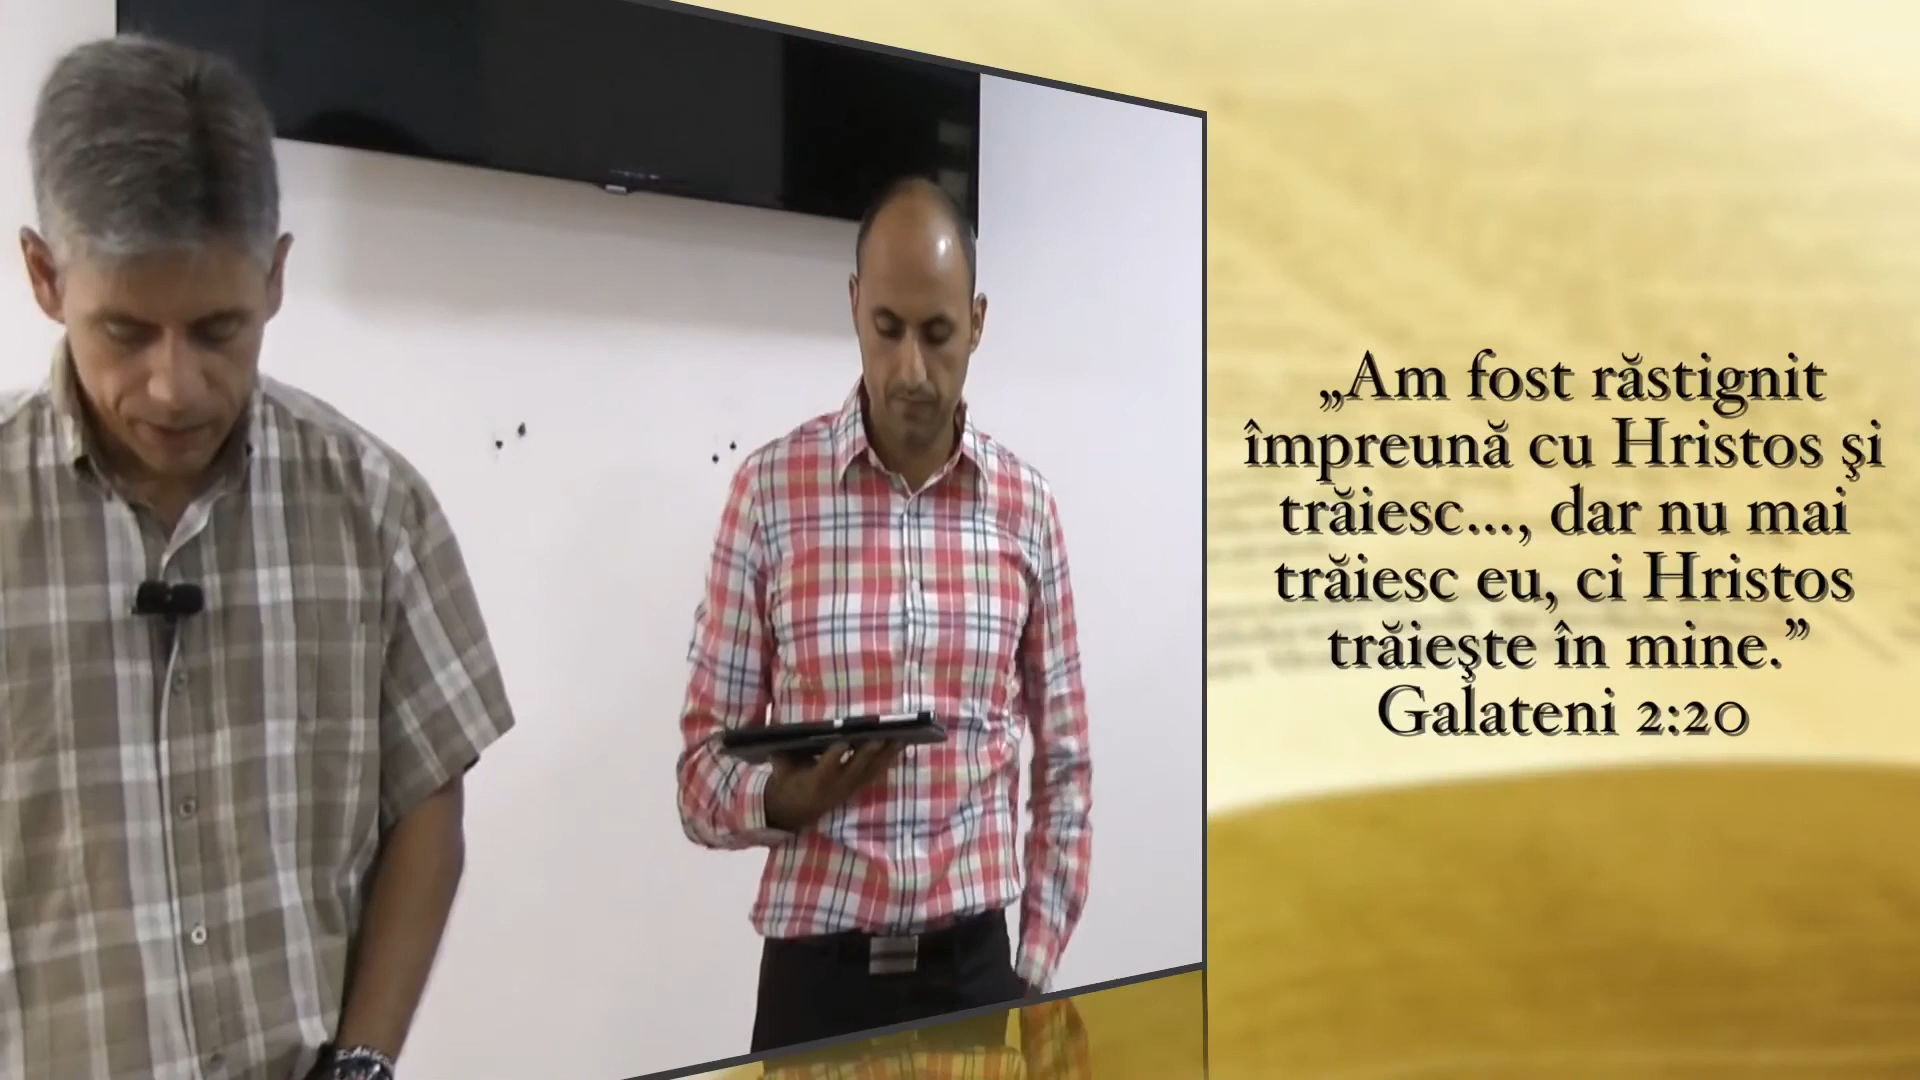 „Am fost răstignit
împreună cu Hristos şi
trăiesc..., dar nu mai
trăiesc eu, ci Hristos
trăieşte în mine.”
Galateni 2:20